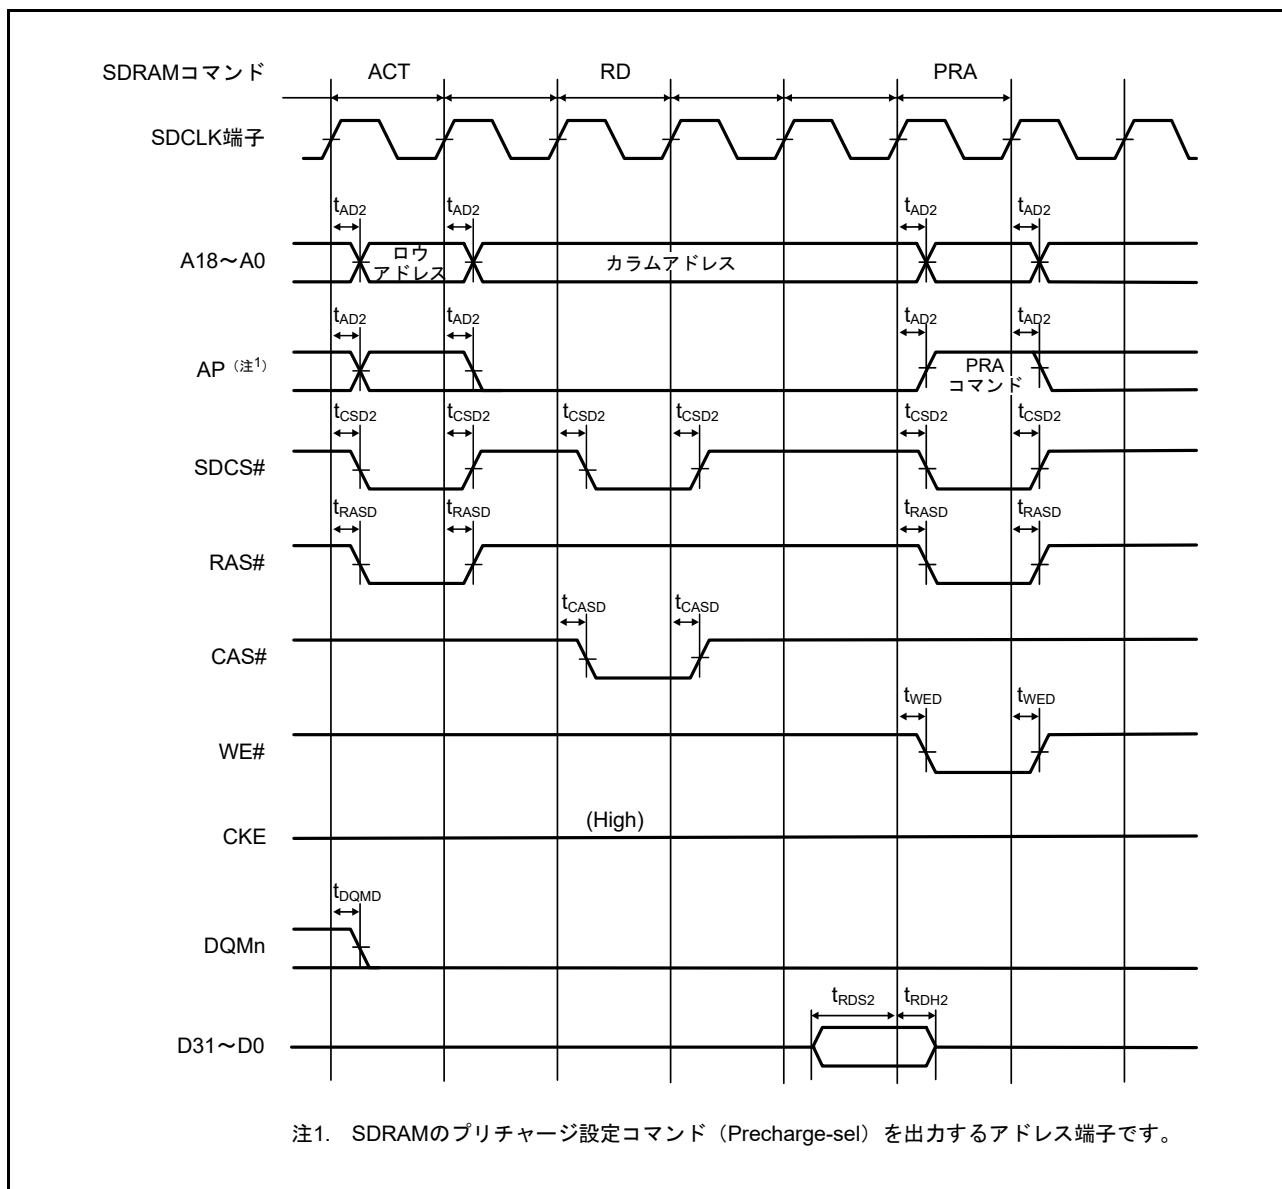 SDRAMコマンド ACT RD PRA
SDCLK端子
tAD2 tAD2 tAD2 tAD2
A18～A0 ロウ アドレス カラムアドレス
tAD2 tAD2 tAD2 tAD2
AP（注1） PRA コマンド
tCSD2 tCSD2 tCSD2 tCSD2 tCSD2 tCSD2
SDCS#
tRASD tRASD tRASD tRASD
RAS#
tCASD tCASD
CAS#
tWED tWED
WE#
(High)
CKE
tDQMD
DQMn
tRDS2 tRDH2
D31～D0
注1. SDRAMのプリチャージ設定コマンド（Precharge-sel）を出力するアドレス端子です。